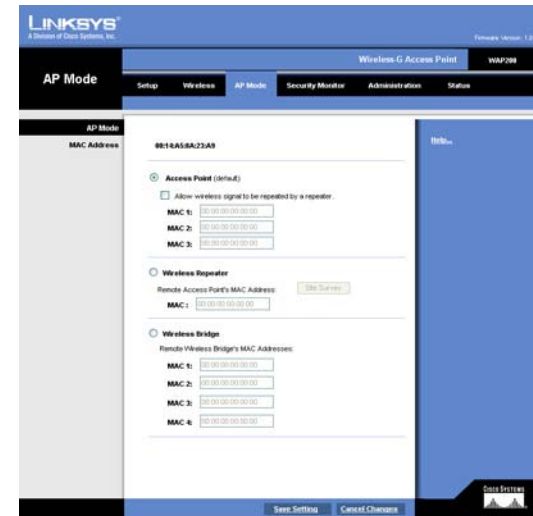 LINKSYS®
A Division of Cisco Systems, Inc.
Firmware Version: 1.0
Wireless-G Access Point
WAP200
AP Mode
Setup Wireless AP Mode Security Monitor Administration Status
AP Mode
MAC Address
Help...
Access Point (default)
Allow wireless signal to be repeated by a repeater.
MAC 1: 00:00:00:00:00:00
MAC 2: 00:00:00:00:00:00
MAC 3: 00:00:00:00:00:00
Wireless Repeater
Remote Access Point's MAC Address: Site Survey
MAC : 00:00:00:00:00:00
Wireless Bridge
Remote Wireless Bridge's MAC Addresses:
MAC 1: 00:00:00:00:00:00
MAC 2: 00:00:00:00:00:00
MAC 3: 00:00:00:00:00:00
MAC 4: 00:00:00:00:00:00
Save Setting Cancel Changes
CISCO SYSTEMS